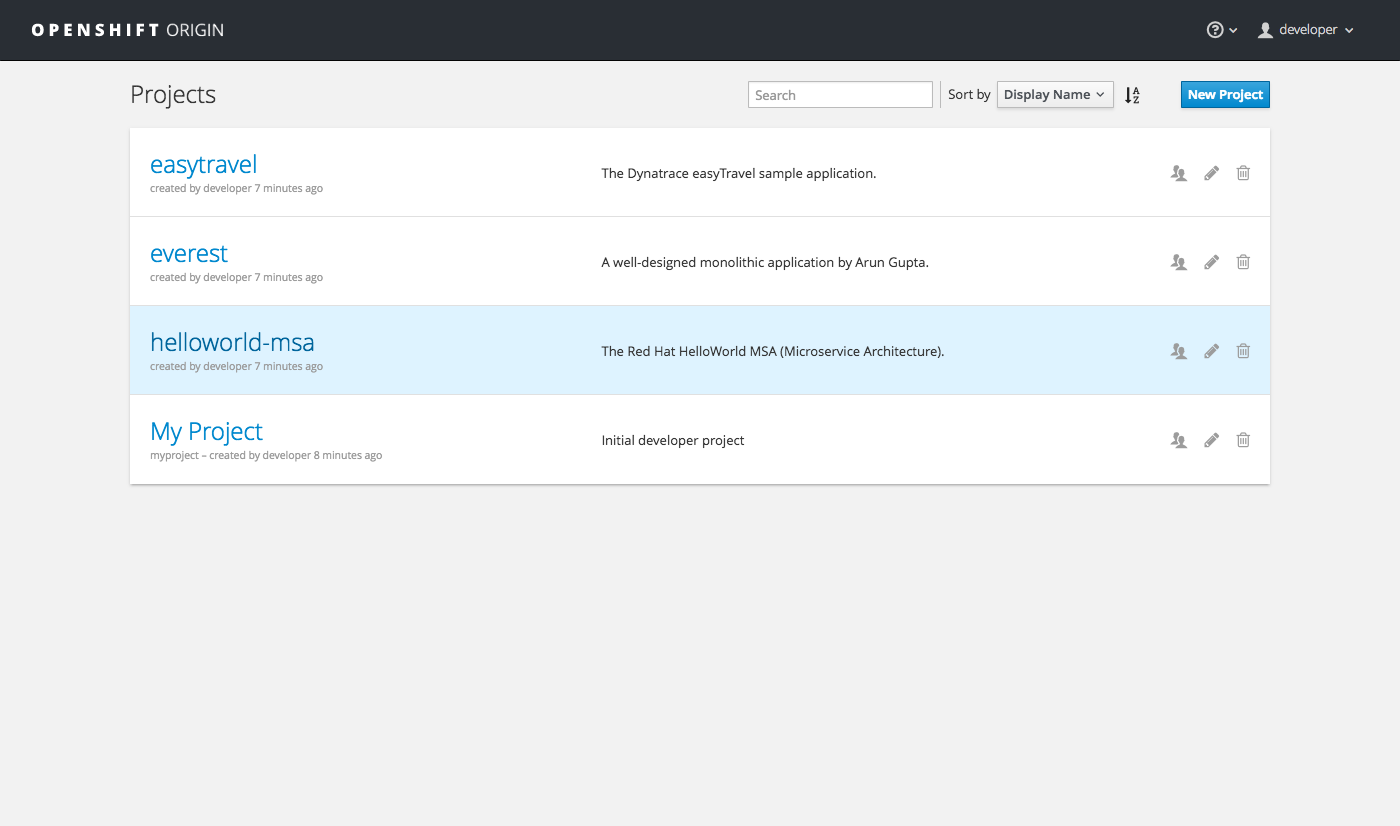 OPENSHIFT ORIGIN
developer
Projects
Search
Sort by
Display Name
New Project
easytravel
created by developer 7 minutes ago
The Dynatrace easyTravel sample application.
everest
created by developer 7 minutes ago
A well-designed monolithic application by Arun Gupta.
helloworld-msa
created by developer 7 minutes ago
The Red Hat HelloWorld MSA (Microservice Architecture).
My Project
myproject – created by developer 8 minutes ago
Initial developer project